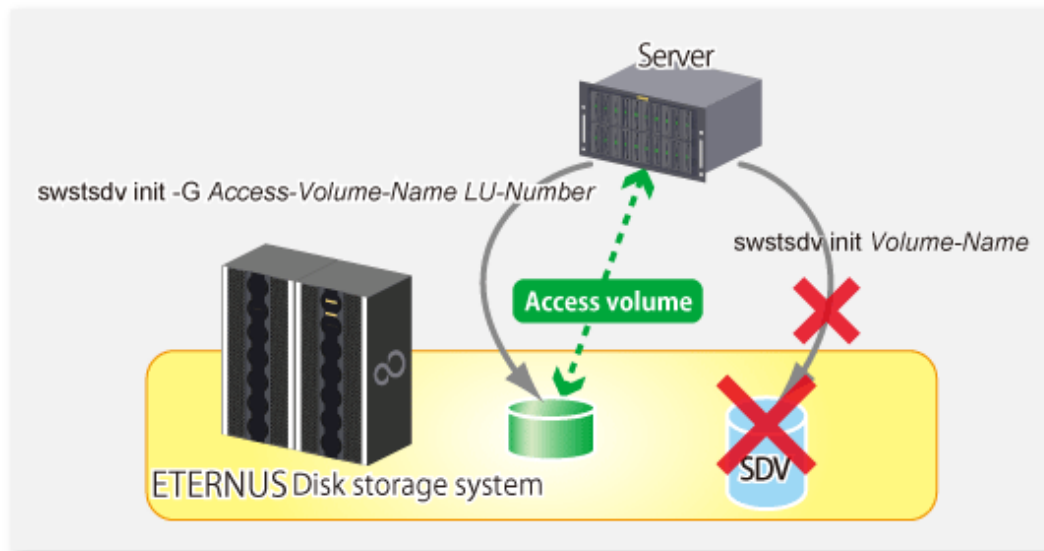 Server
swstsdv init -G Access-Volume-Name LU-Number
swstsdv init Volume-Name
Access volume
SDV
ETERNUS Disk storage system